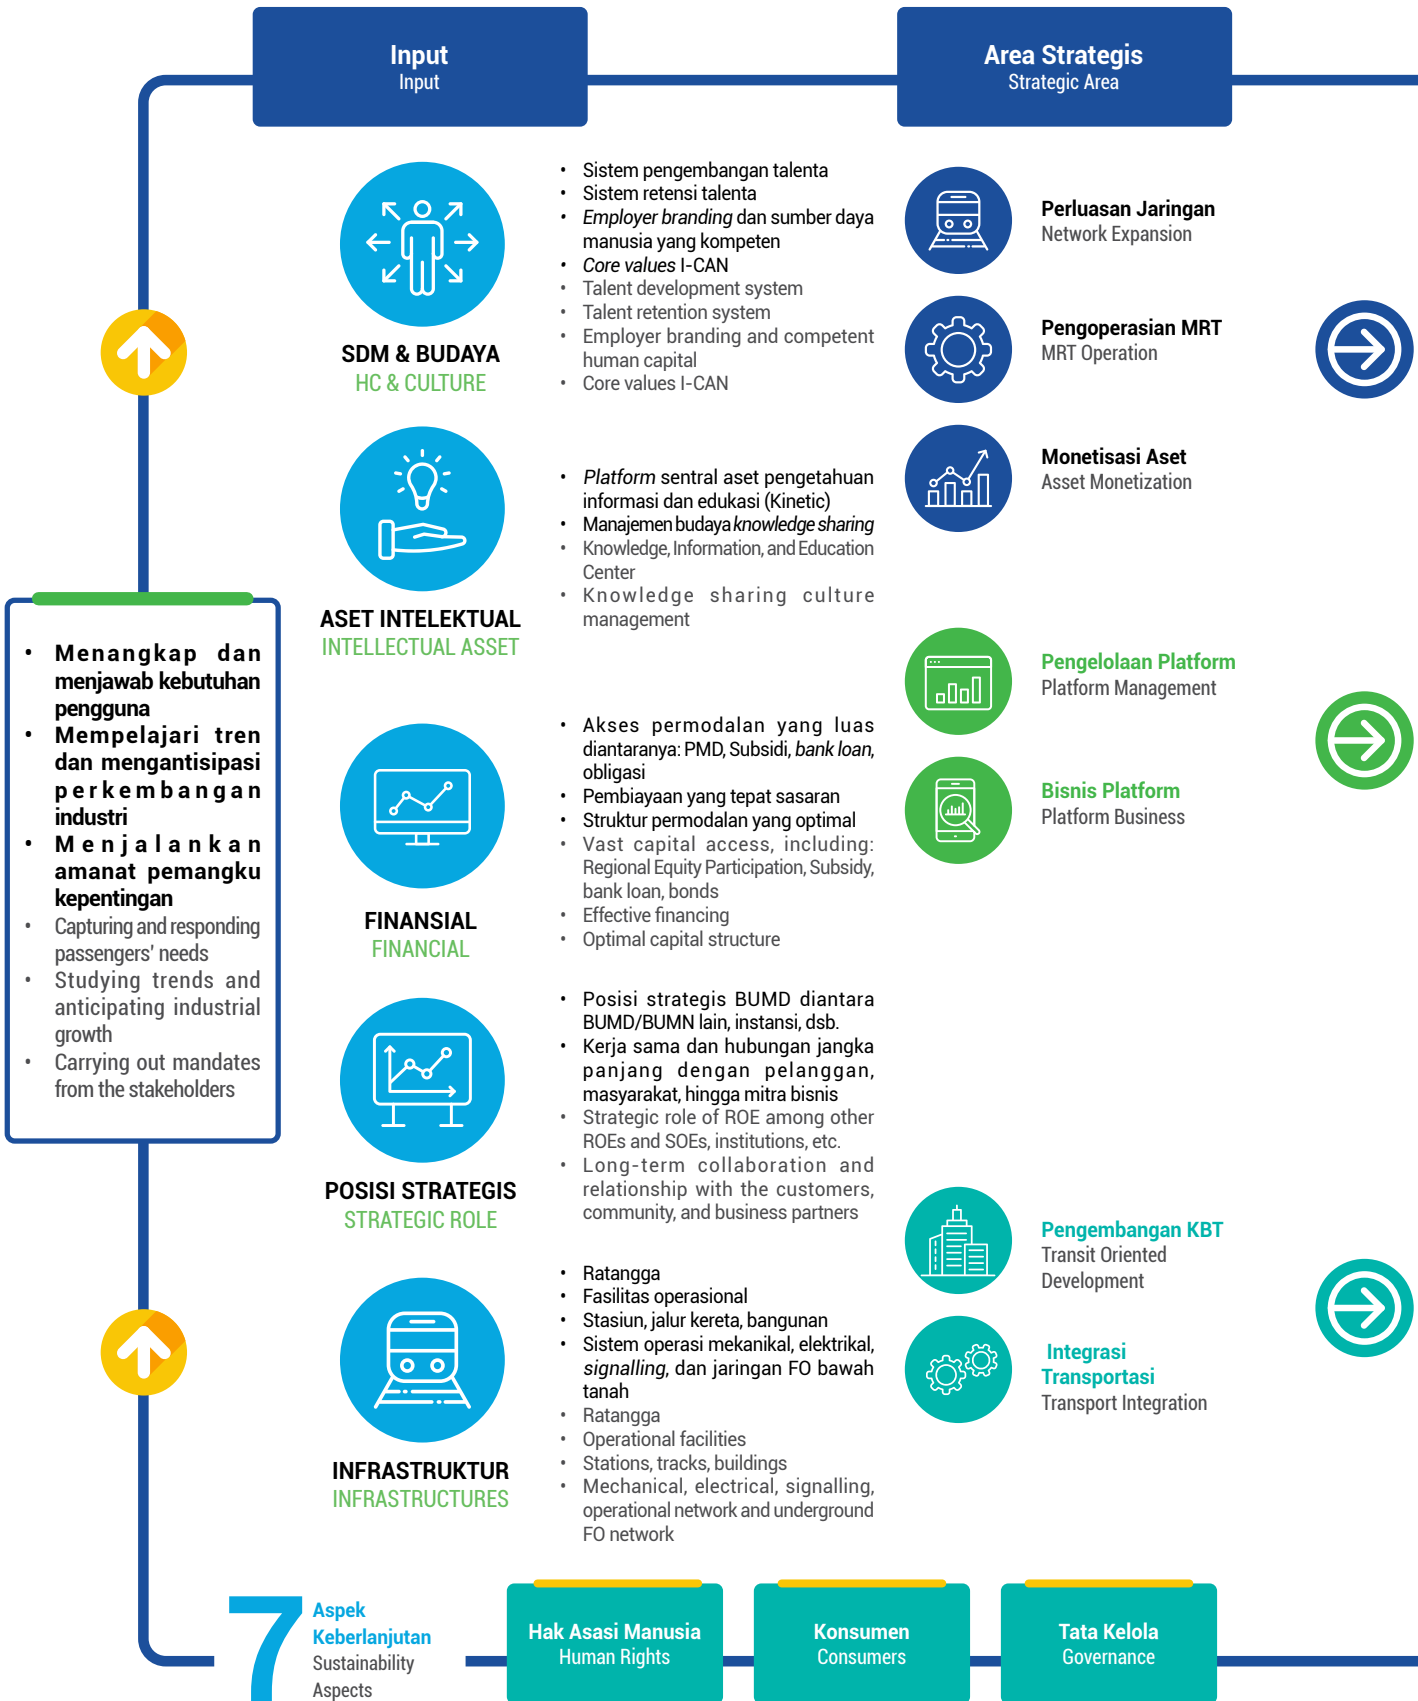 Input
Input
Area Strategis
Strategic Area
• Menangkap dan
menjawab kebutuhan
pengguna
• Mempelajari tren
dan mengantisipasi
perkembangan
industri
• Menjalankan
amanat pemangku
kepentingan
• Capturing and responding
passengers' needs
• Studying trends and
anticipating industrial
growth
• Carrying out mandates
from the stakeholders
SDM & BUDAYA
HC & CULTURE
• Sistem pengembangan talenta
• Sistem retensi talenta
• Employer branding dan sumber daya
manusia yang kompeten
• Core values I-CAN
• Talent development system
• Talent retention system
• Employer branding and competent
human capital
• Core values I-CAN
ASET INTELEKTUAL
INTELLECTUAL ASSET
• Platform sentral aset pengetahuan
informasi dan edukasi (Kinetic)
• Manajemen budaya knowledge sharing
• Knowledge, Information, and Education
Center
• Knowledge sharing culture
management
FINANSIAL
FINANCIAL
• Akses permodalan yang luas
diantaranya: PMD, Subsidi, bank loan,
obligasi
• Pembiayaan yang tepat sasaran
• Struktur permodalan yang optimal
• Vast capital access, including:
Regional Equity Participation, Subsidy,
bank loan, bonds
• Effective financing
• Optimal capital structure
POSISI STRATEGIS
STRATEGIC ROLE
• Posisi strategis BUMD diantara
BUMD/BUMN lain, instansi, dsb.
• Kerja sama dan hubungan jangka
panjang dengan pelanggan,
masyarakat, hingga mitra bisnis
• Strategic role of ROE among other
ROEs and SOEs, institutions, etc.
• Long-term collaboration and
relationship with the customers,
community, and business partners
INFRASTRUKTUR
INFRASTRUCTURES
• Ratangga
• Fasilitas operasional
• Stasiun, jalur kereta, bangunan
• Sistem operasi mekanikal, elektrikal,
signalling, dan jaringan FO bawah
tanah
• Ratangga
• Operational facilities
• Stations, tracks, buildings
• Mechanical, electrical, signalling,
operational network and underground
FO network
Perluasan Jaringan
Network Expansion
Pengoperasian MRT
MRT Operation
Monetisasi Aset
Asset Monetization
Pengelolaan Platform
Platform Management
Bisnis Platform
Platform Business
Pengembangan KBT
Transit Oriented
Development
Integrasi
Transportasi
Transport Integration
7
Aspek
Keberlanjutan
Sustainability
Aspects
Hak Asasi Manusia
Human Rights
Konsumen
Consumers
Tata Kelola
Governance